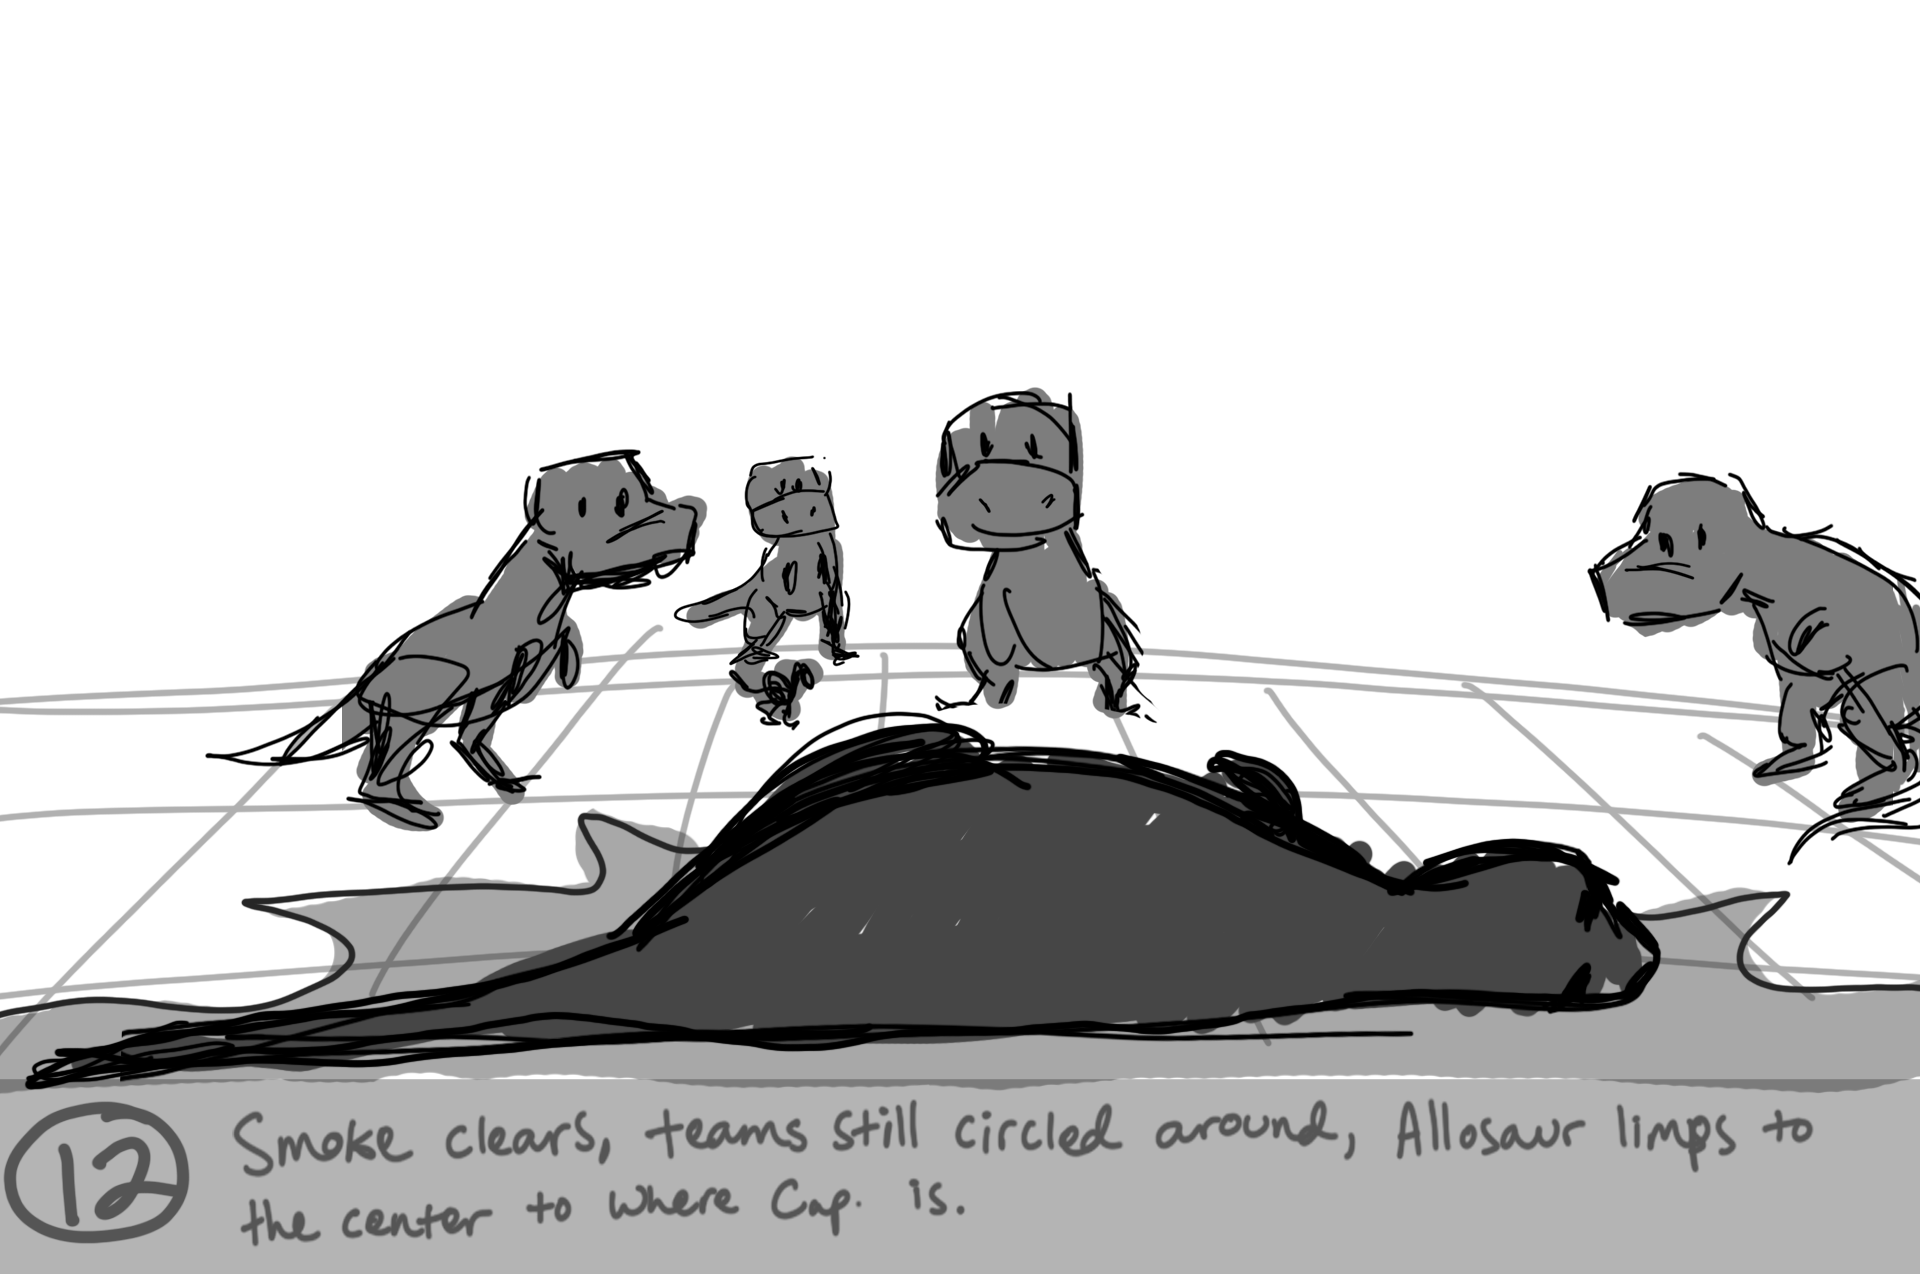 12
Smoke clears, teams still circled around, Allosaur limps to
the center to where Cap. is.